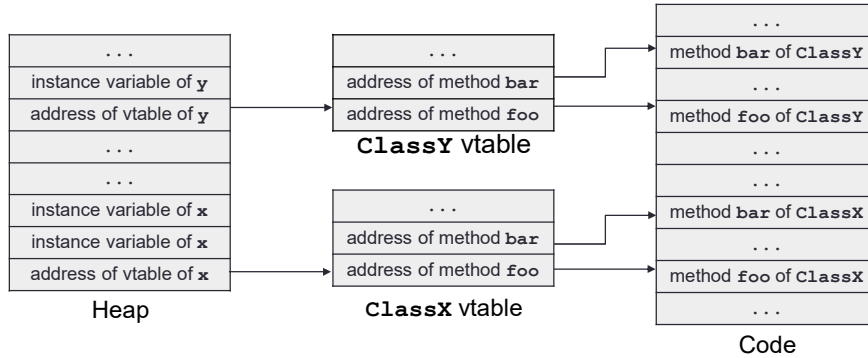 ...
instance variable of y
address of vtable of y
...
...
instance variable of x
instance variable of x
address of vtable of x
Heap
...
address of method bar
address of method foo
ClassY vtable
...
address of method bar
address of method foo
ClassX vtable
...
method bar of ClassY
...
method foo of ClassY
...
...
method bar of ClassX
...
method foo of ClassX
...
Code